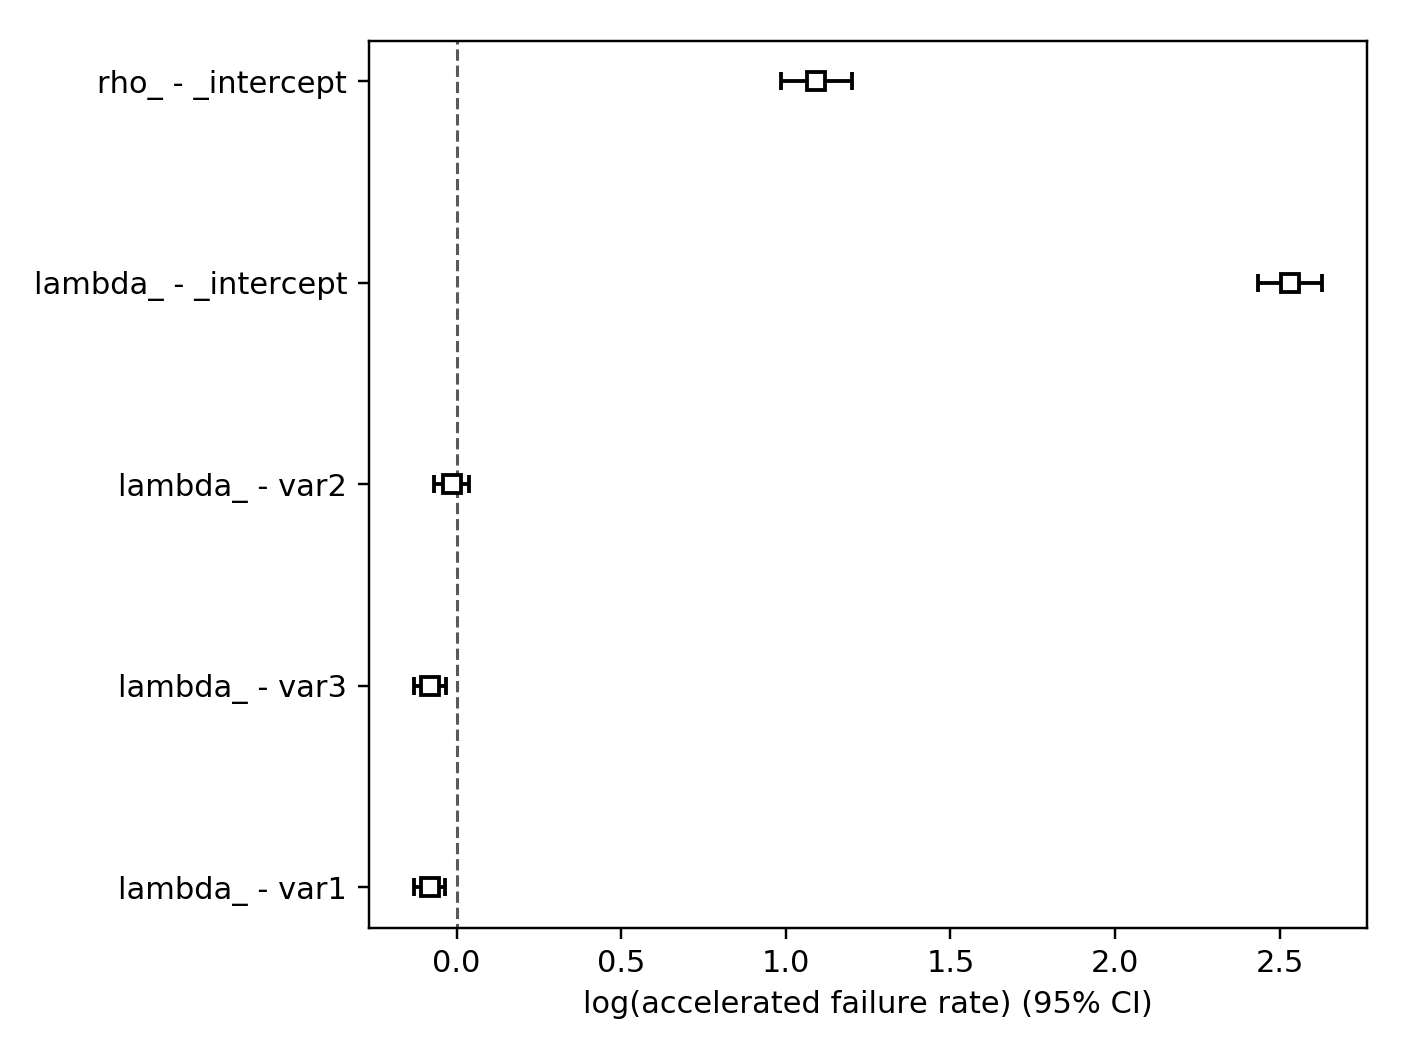 rho_ - _intercept
lambda_ - _intercept
lambda_ - var2
lambda_ - var3
lambda_ - var1
0.0 0.5 1.0 1.5 2.0 2.5
log(accelerated failure rate) (95% CI)